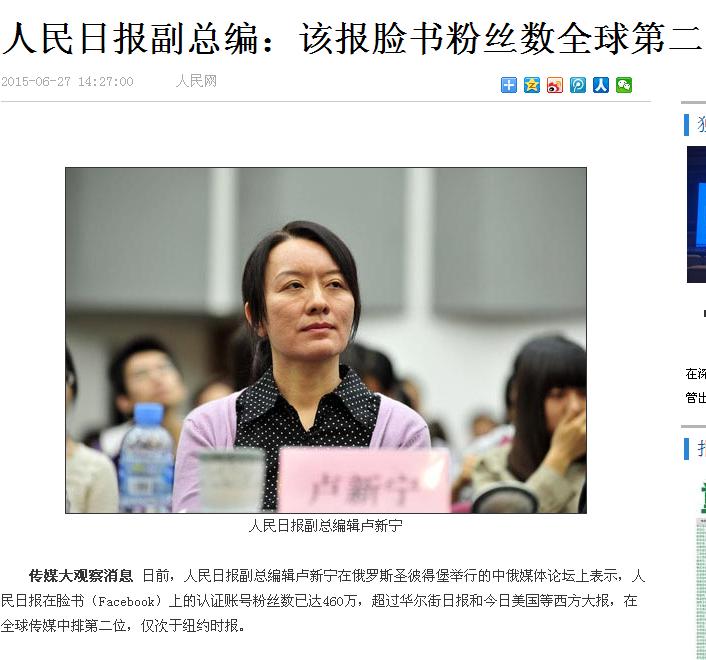 人民日报副总编：该报脸书粉丝数全球第二
2015-06-27 14:27:00 人民网
卢新宁
人民日报副总编辑卢新宁
传媒大观察消息 日前，人民日报副总编辑卢新宁在俄罗斯圣彼得堡举行的中俄媒体论坛上表示，人
民日报在脸书（Facebook）上的认证账号粉丝数已达460万，超过华尔街日报和今日美国等西方大报，在
全球传媒中排第二位，仅次于纽约时报。
在深
管出